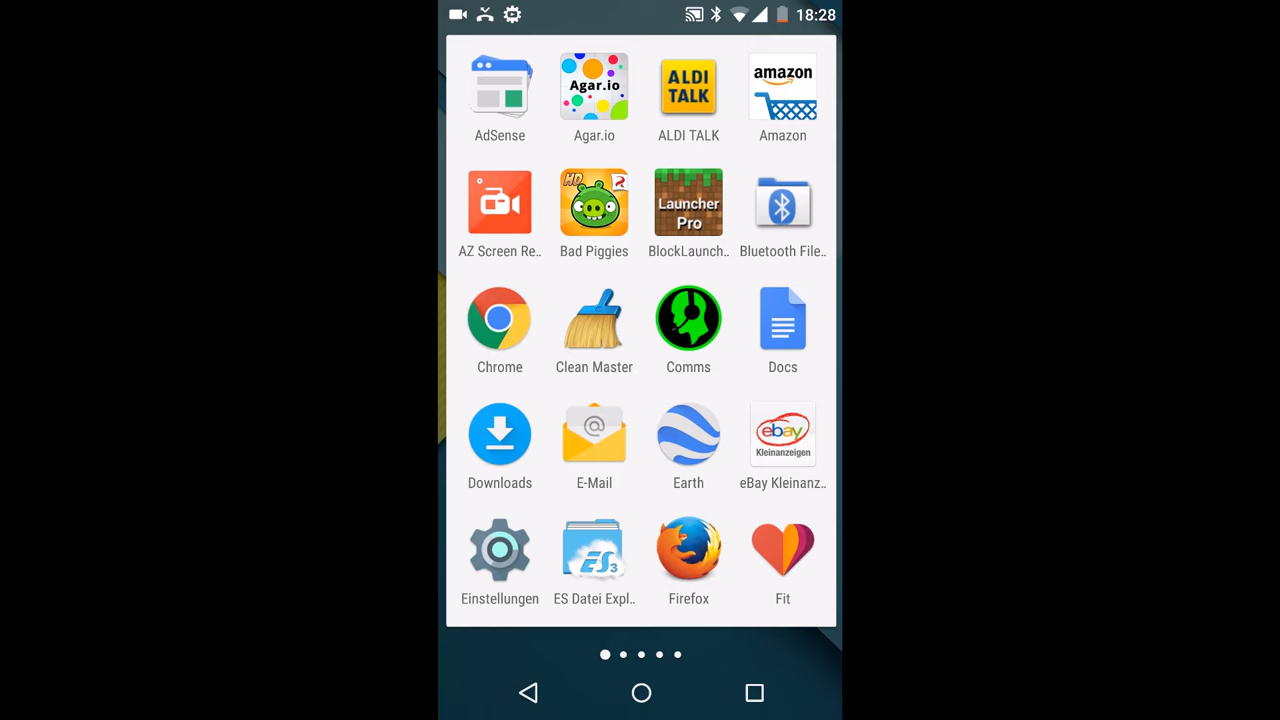 18:28
Agar.io
ALDI TALK
amazon
AdSense Agar.io ALDI TALK Amazon
HD
Launcher Pro
AZ Screen Re.. Bad Piggies BlockLaunch.. Bluetooth File..
Chrome Clean Master Comms Docs
@
ebay
Kleinanzeigen
Downloads E-Mail Earth eBay Kleinanz..
ES3
Einstellungen ES Datei Expl.. Firefox Fit